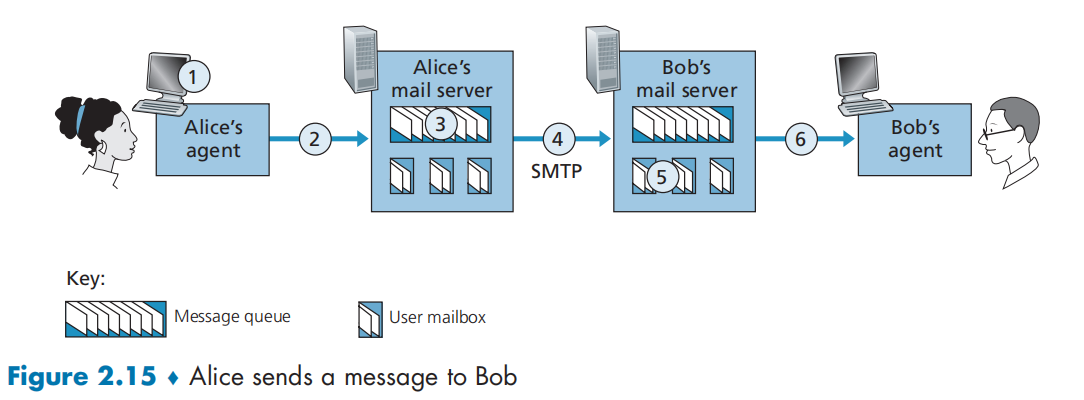 1
Alice's
agent
2
Alice's
mail server
3
4
SMTP
Bob's
mail server
5
6
Bob's
agent
Key:
Message queue
User mailbox
Figure 2.15 ♦ Alice sends a message to Bob